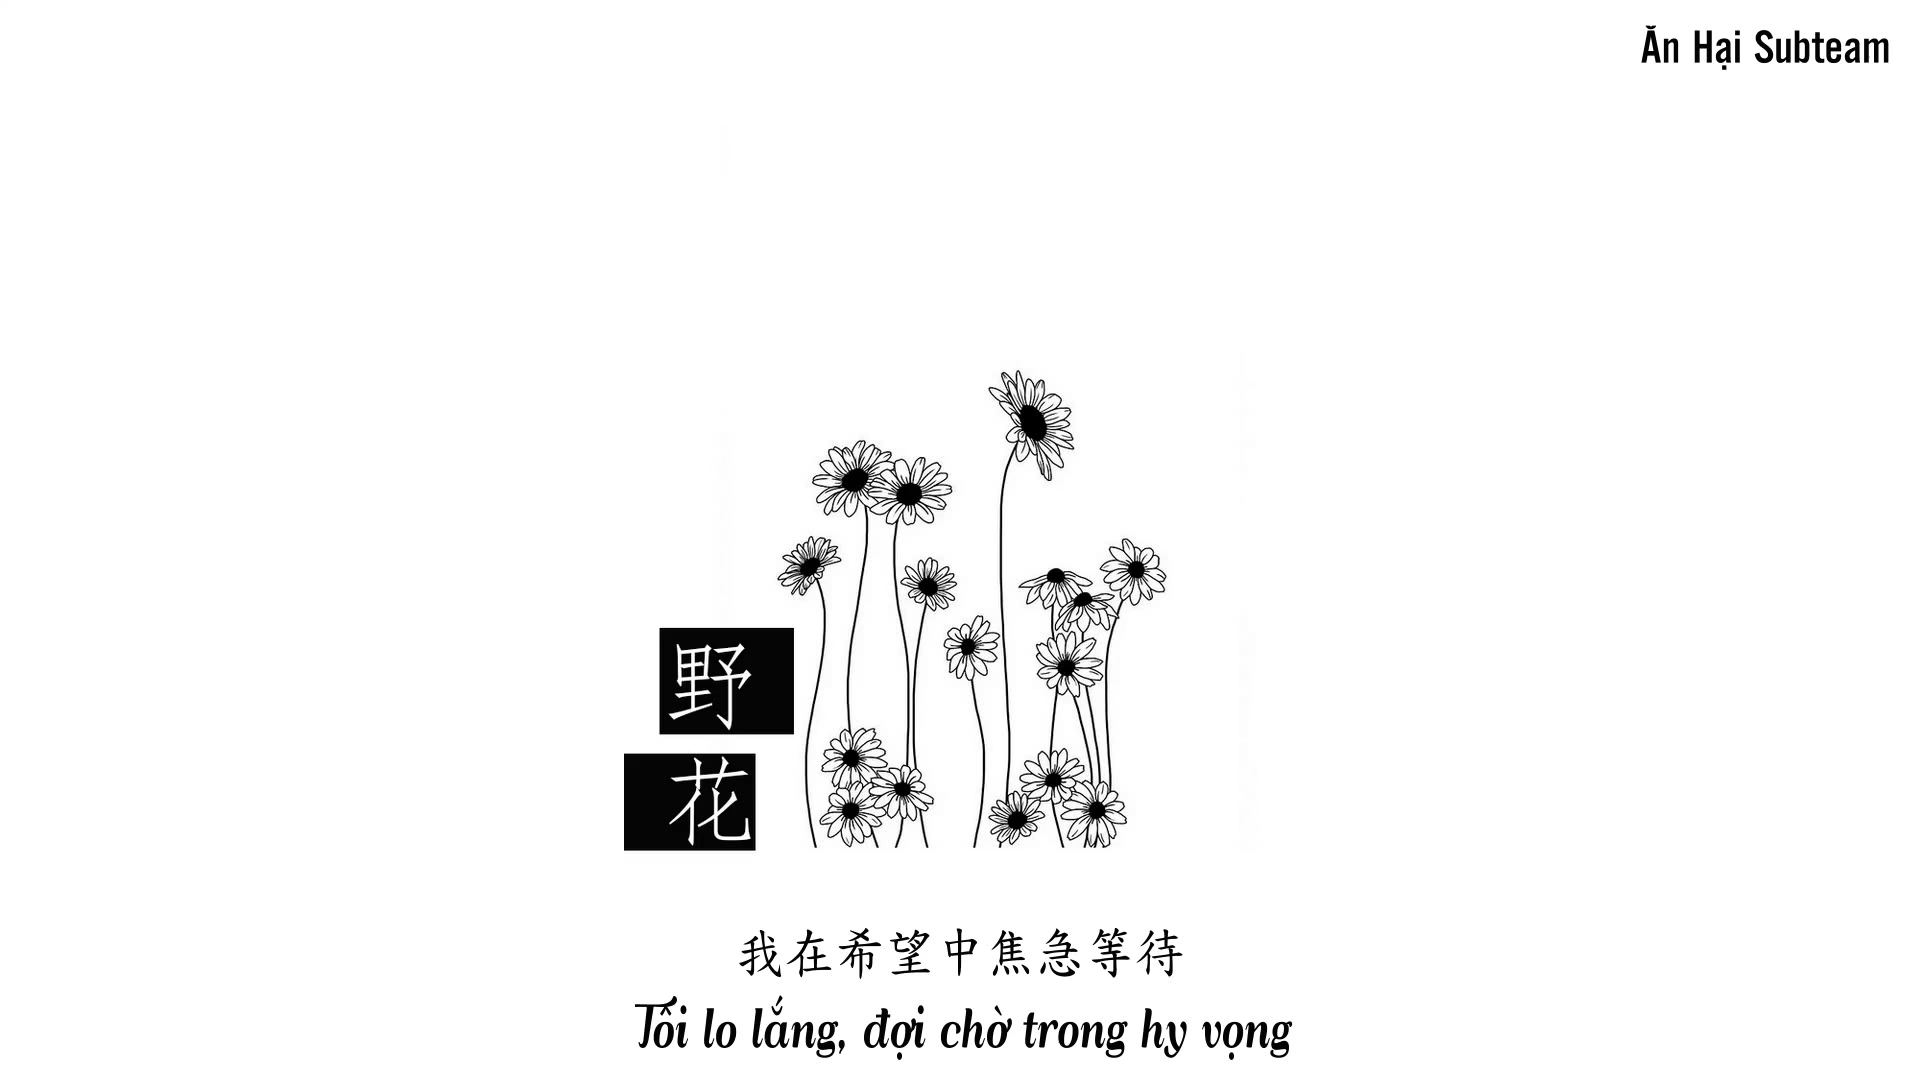 Ăn Hại Subteam
野
花
我在希望中焦急等待
Tôi lo lắng, đợi chờ trong hy vọng